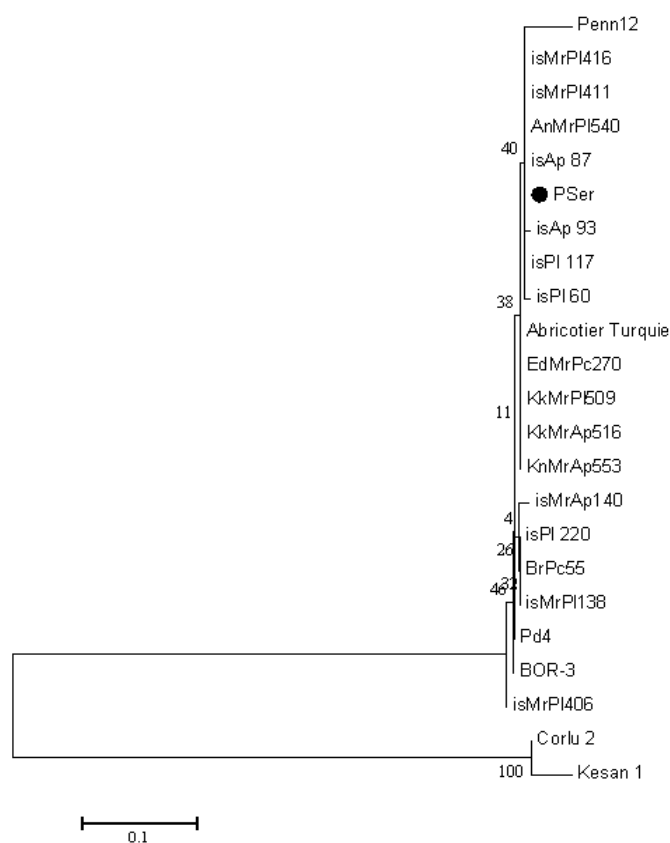 Penn12
isMrPl416
isMrPl411
AnMrPl540
40
isAp 87
PSer
isAp 93
isPl 117
isPl 60
38
Abricotier Turquie
EdMrPc270
KkMrPl509
11
KkMrAp516
KnMrAp553
isMrAp140
4
isPl 220
26
BrPc55
32
46
isMrPl138
Pd4
BOR-3
isMrPl406
Corlu 2
100
Kesan 1
0.1